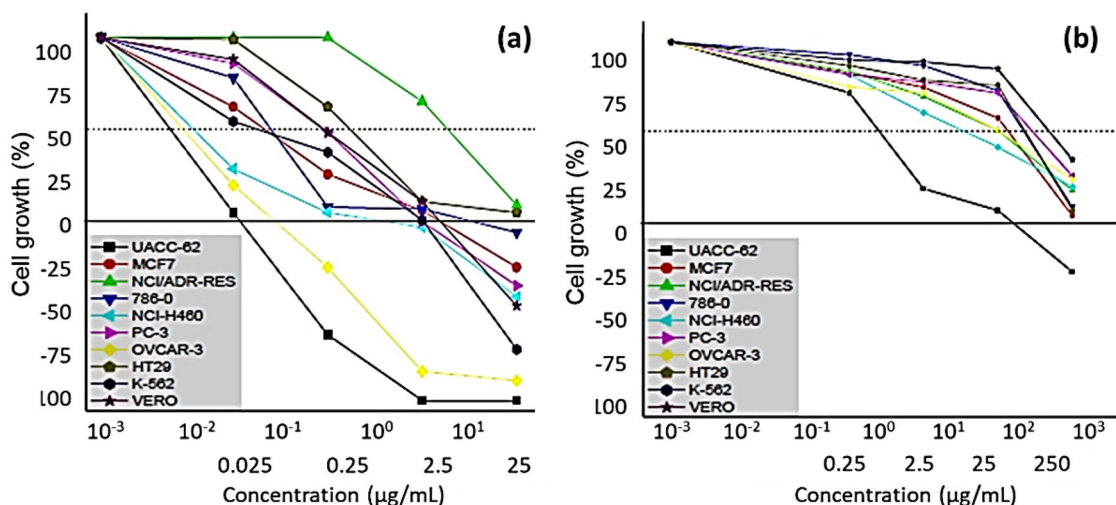 (a)
Cell growth (%)
100
75
50
25
0
-25
-50
-75
100
UACC-62
MCF7
NCI/ADR-RES
786-0
NCI-H460
PC-3
OVCAR-3
HT29
K-562
VERO
10⁻³ 10⁻² 10⁻¹ 10⁰ 10¹
0.025 0.25 2.5 25
Concentration (µg/mL)
(b)
Cell growth (%)
100
75
50
25
0
-25
-50
-75
100
UACC-62
MCF7
NCI/ADR-RES
786-0
NCI-H460
PC-3
OVCAR-3
HT29
K-562
VERO
10⁻³ 10⁻² 10⁻¹ 10⁰ 10¹ 10² 10³
0.25 2.5 25 250
Concentration (µg/mL)